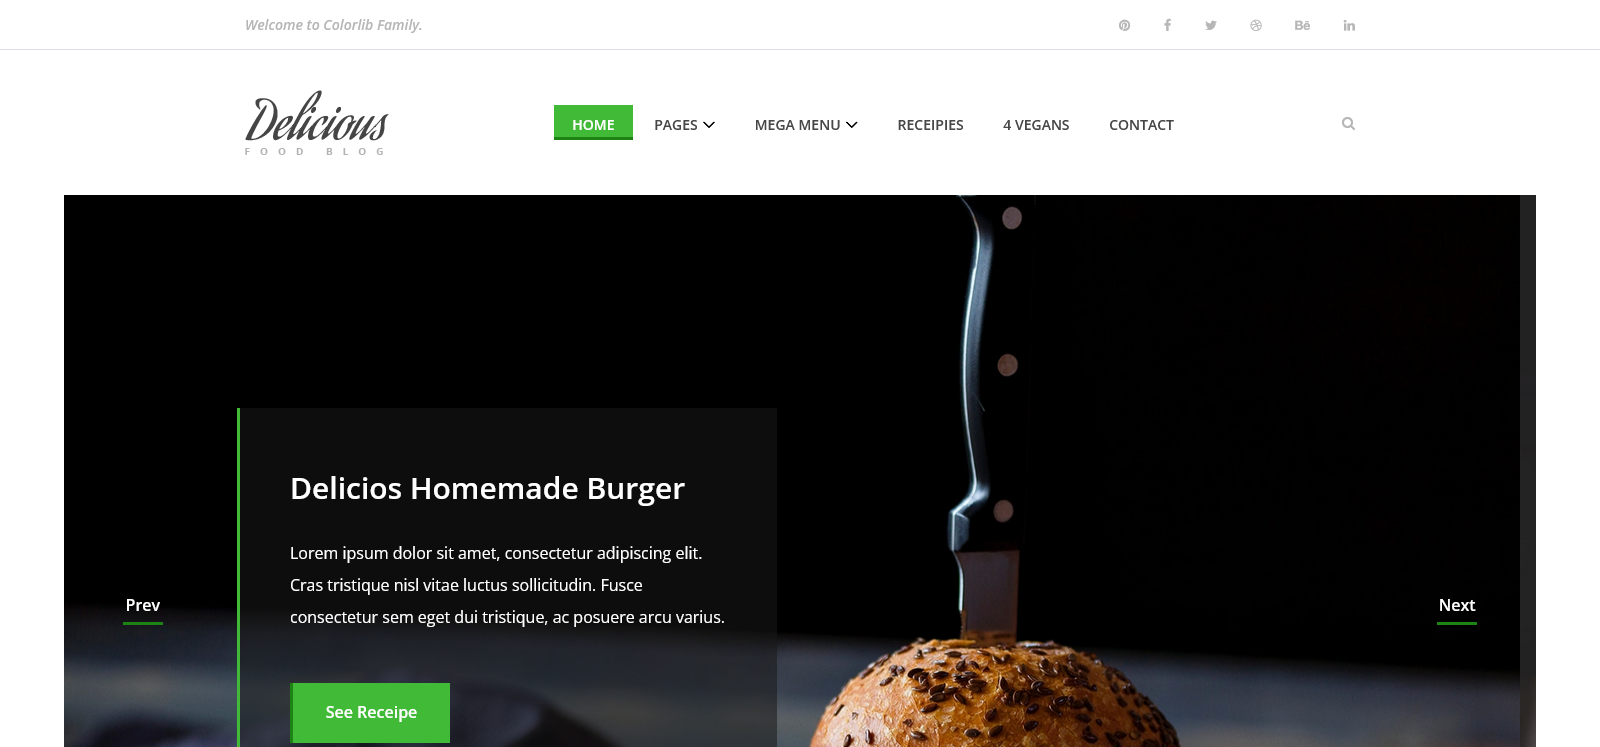 Welcome to Colorlib Family.
Delicious
FOOD BLOG
HOME PAGES MEGA MENU RECEIPIES 4 VEGANS CONTACT
Delicios Homemade Burger
Lorem ipsum dolor sit amet, consectetur adipiscing elit.
Cras tristique nisl vitae luctus sollicitudin. Fusce
consectetur sem eget dui tristique, ac posuere arcu varius.
Prev
Next
See Receipe